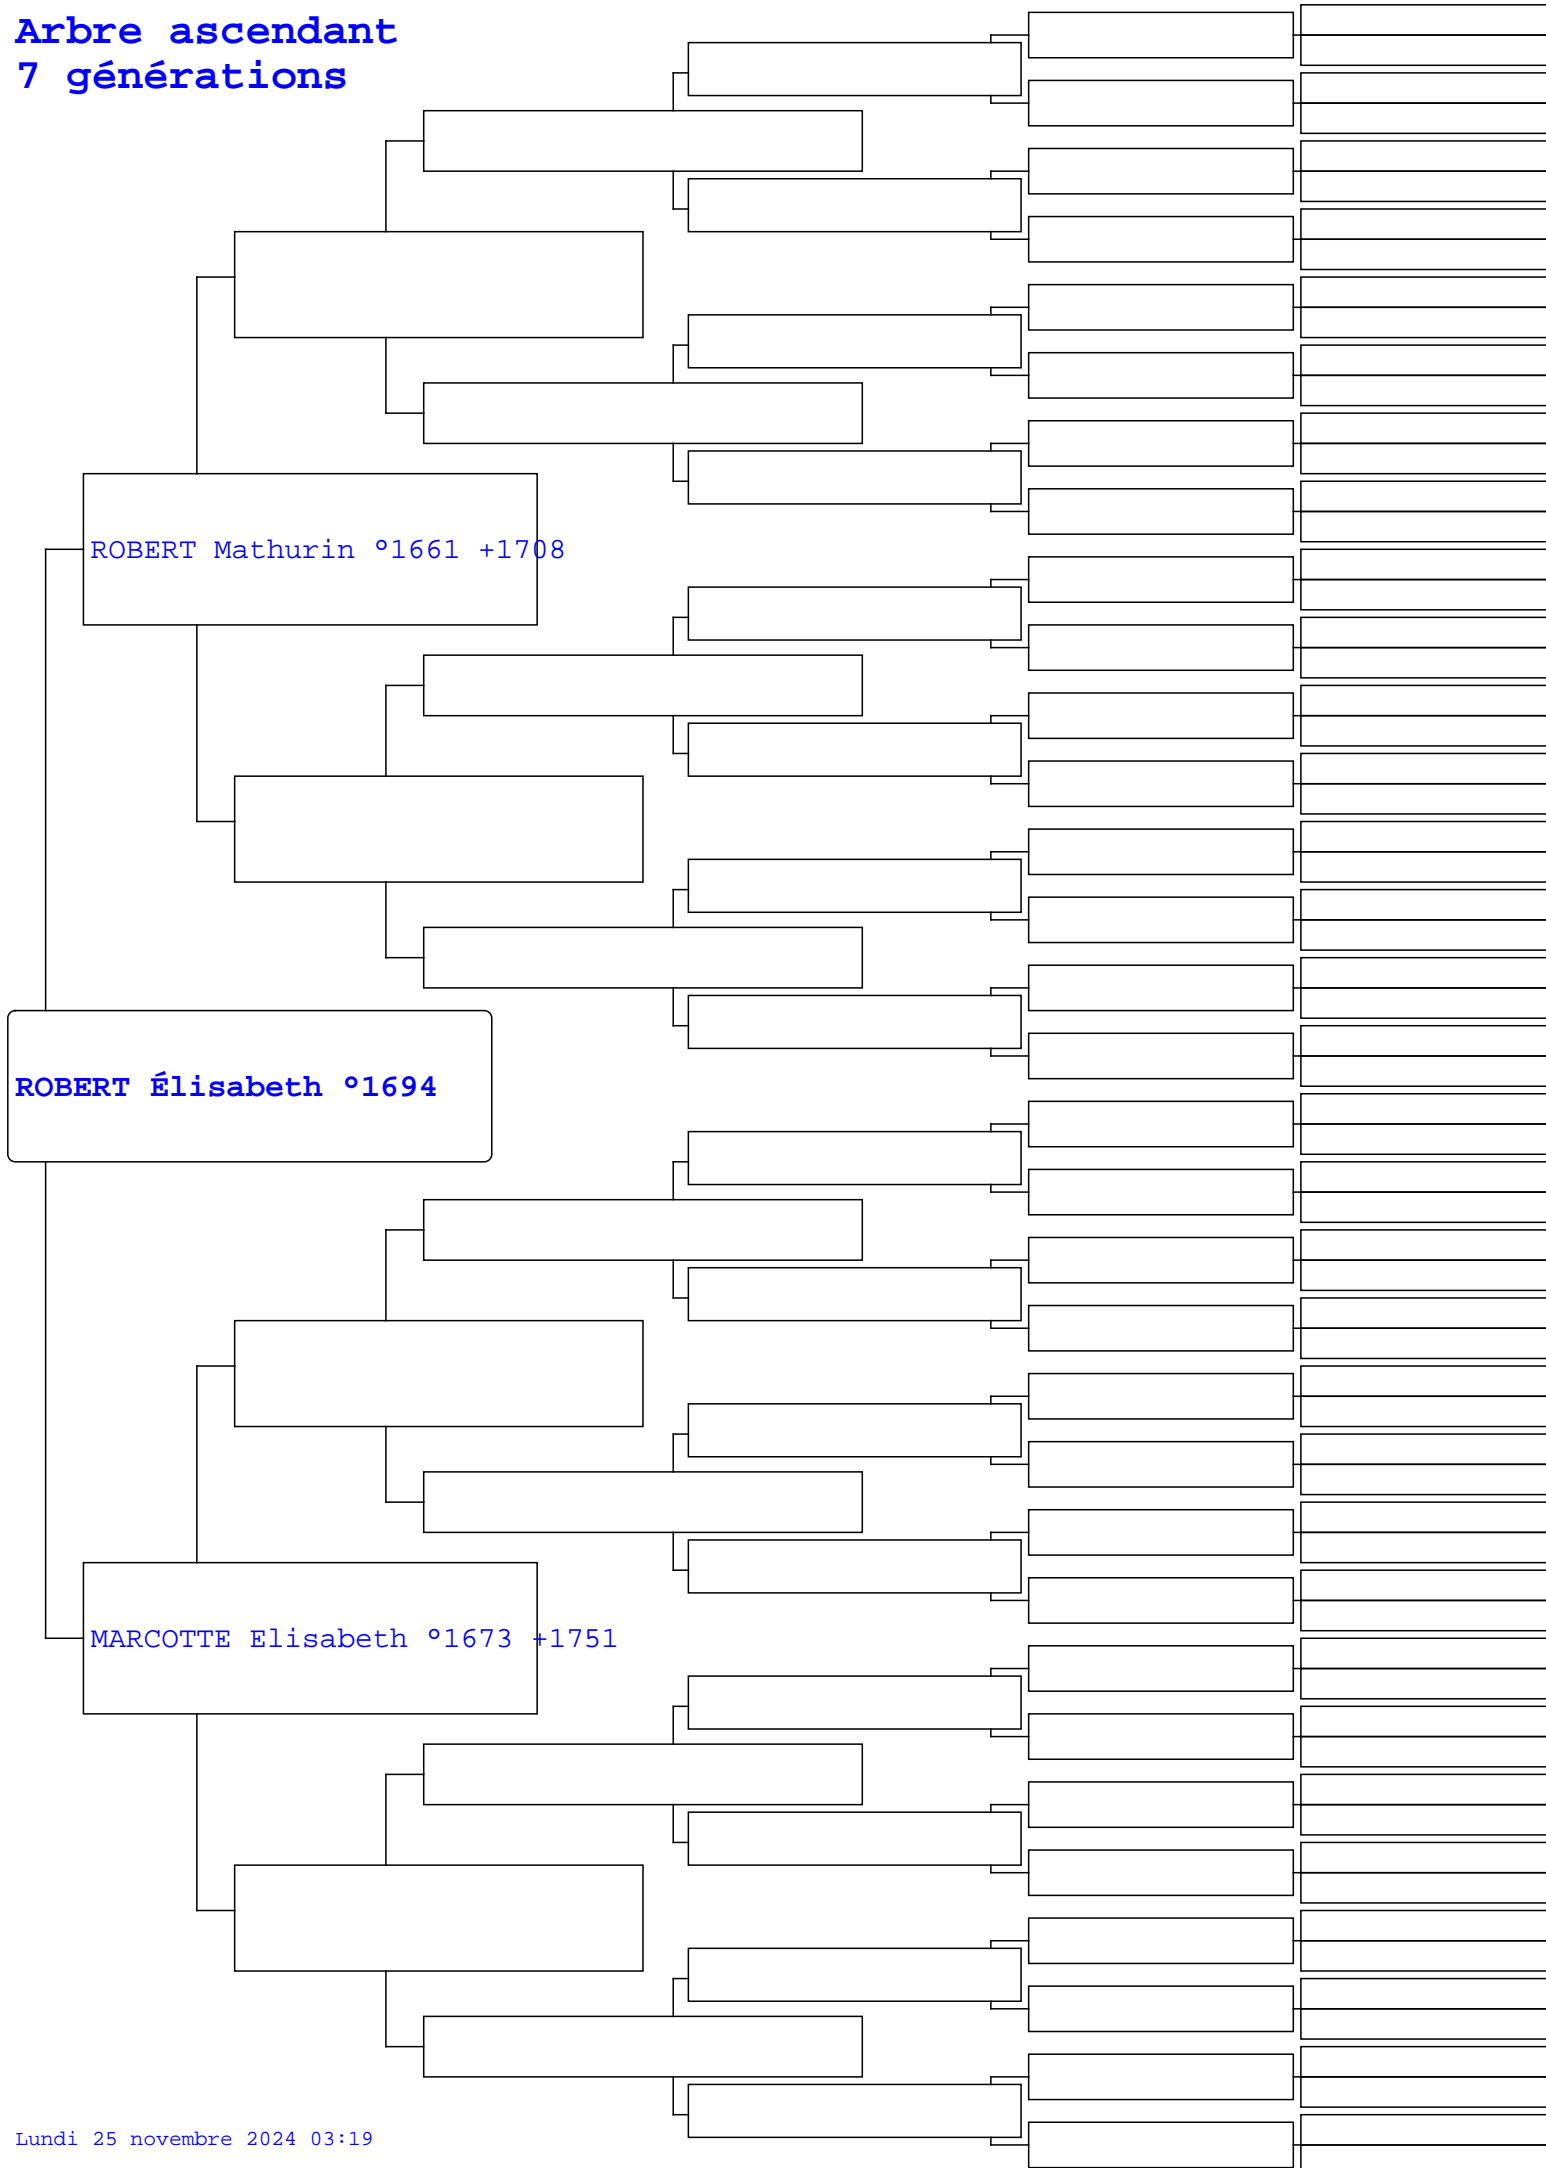 Arbre ascendant
7 générations
ROBERT Mathurin °1661 +1708
ROBERT Élisabeth °1694
MARCOTTE Elisabeth °1673 +1751
Lundi 25 novembre 2024 03:19